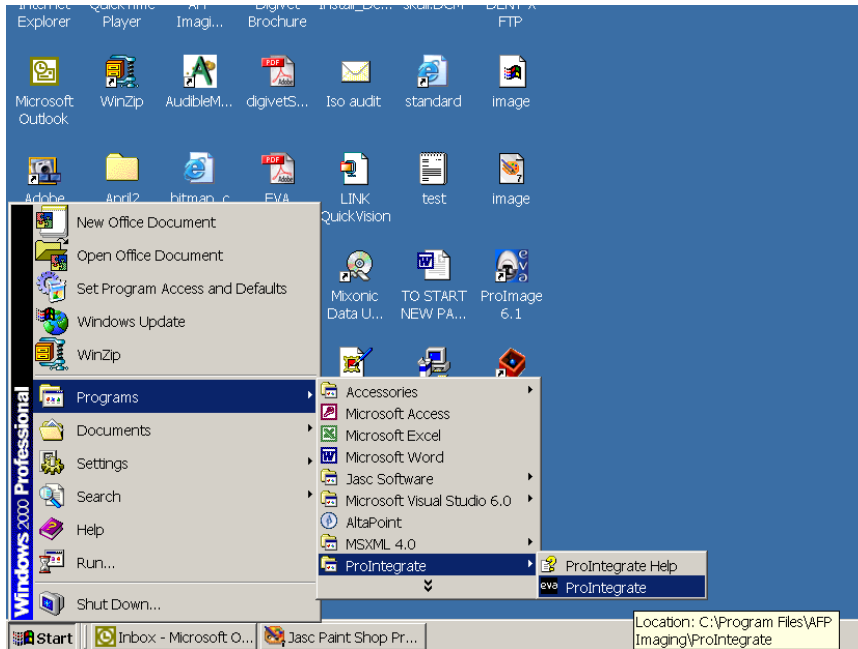 Explorer
Player
Imagi...
Brochure
FTP
Microsoft
Outlook
WinZip
AudibleM...
digivetS...
Iso audit
standard
image
Adobe
April2
bitmap_c
EVA
LINK
QuickVision
test
image
Mixonic
Data U...
TO START
NEW PA...
ProImage
6.1
New Office Document
Open Office Document
Set Program Access and Defaults
Windows Update
WinZip
Programs
Documents
Settings
Search
Help
Run...
Shut Down...
Windows 2000 Professional
Accessories
Microsoft Access
Microsoft Excel
Microsoft Word
Jasc Software
Microsoft Visual Studio 6.0
AltaPoint
MSXML 4.0
ProIntegrate
ProIntegrate Help
eva ProIntegrate
Location: C:\Program Files\AFP
Imaging\ProIntegrate
Start
Inbox - Microsoft O...
Jasc Paint Shop Pr...